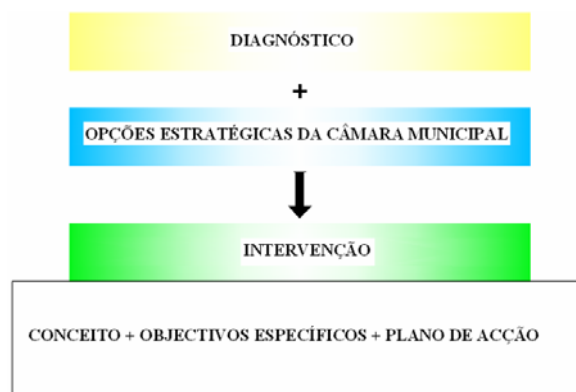 DIAGNÓSTICO
+
OPÇÕES ESTRATÉGICAS DA CÂMARA MUNICIPAL
INTERVENÇÃO
CONCEITO + OBJECTIVOS ESPECÍFICOS + PLANO DE ACÇÃO